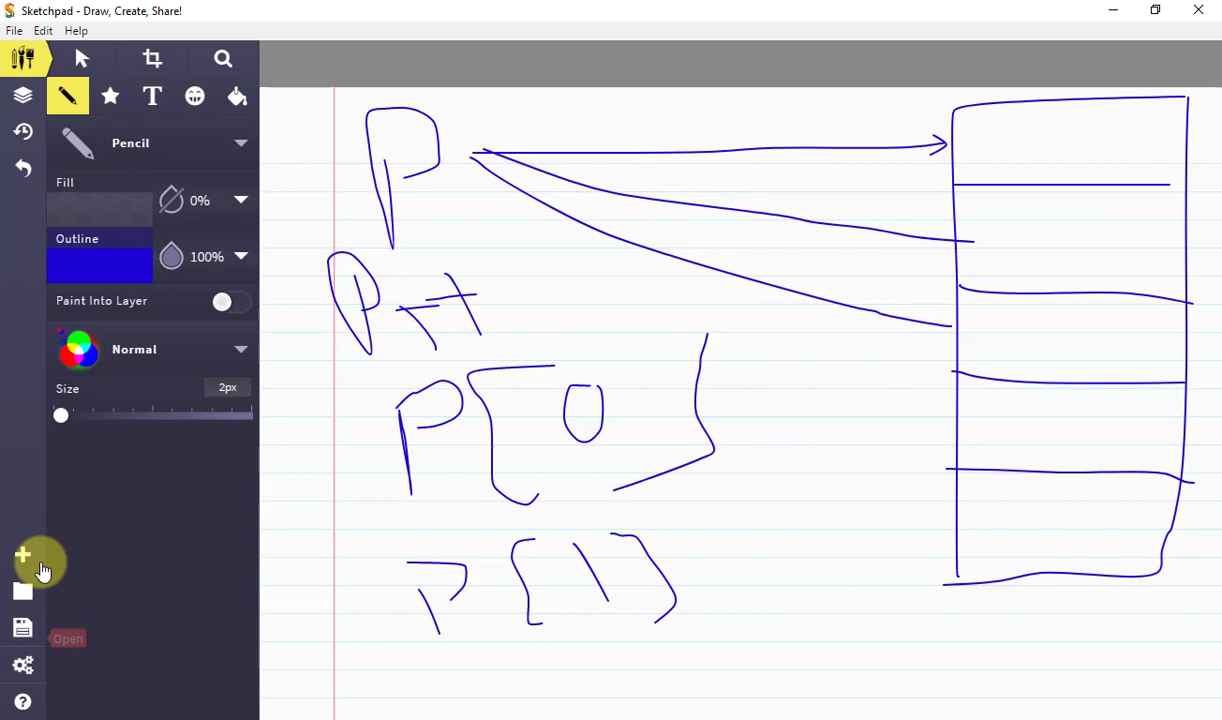 Sketchpad - Draw, Create, Share!
File Edit Help
Pencil
Fill
0%
Outline
100%
Paint Into Layer
Normal
Size 2px
Open
P
P++
P[0]
P[1]